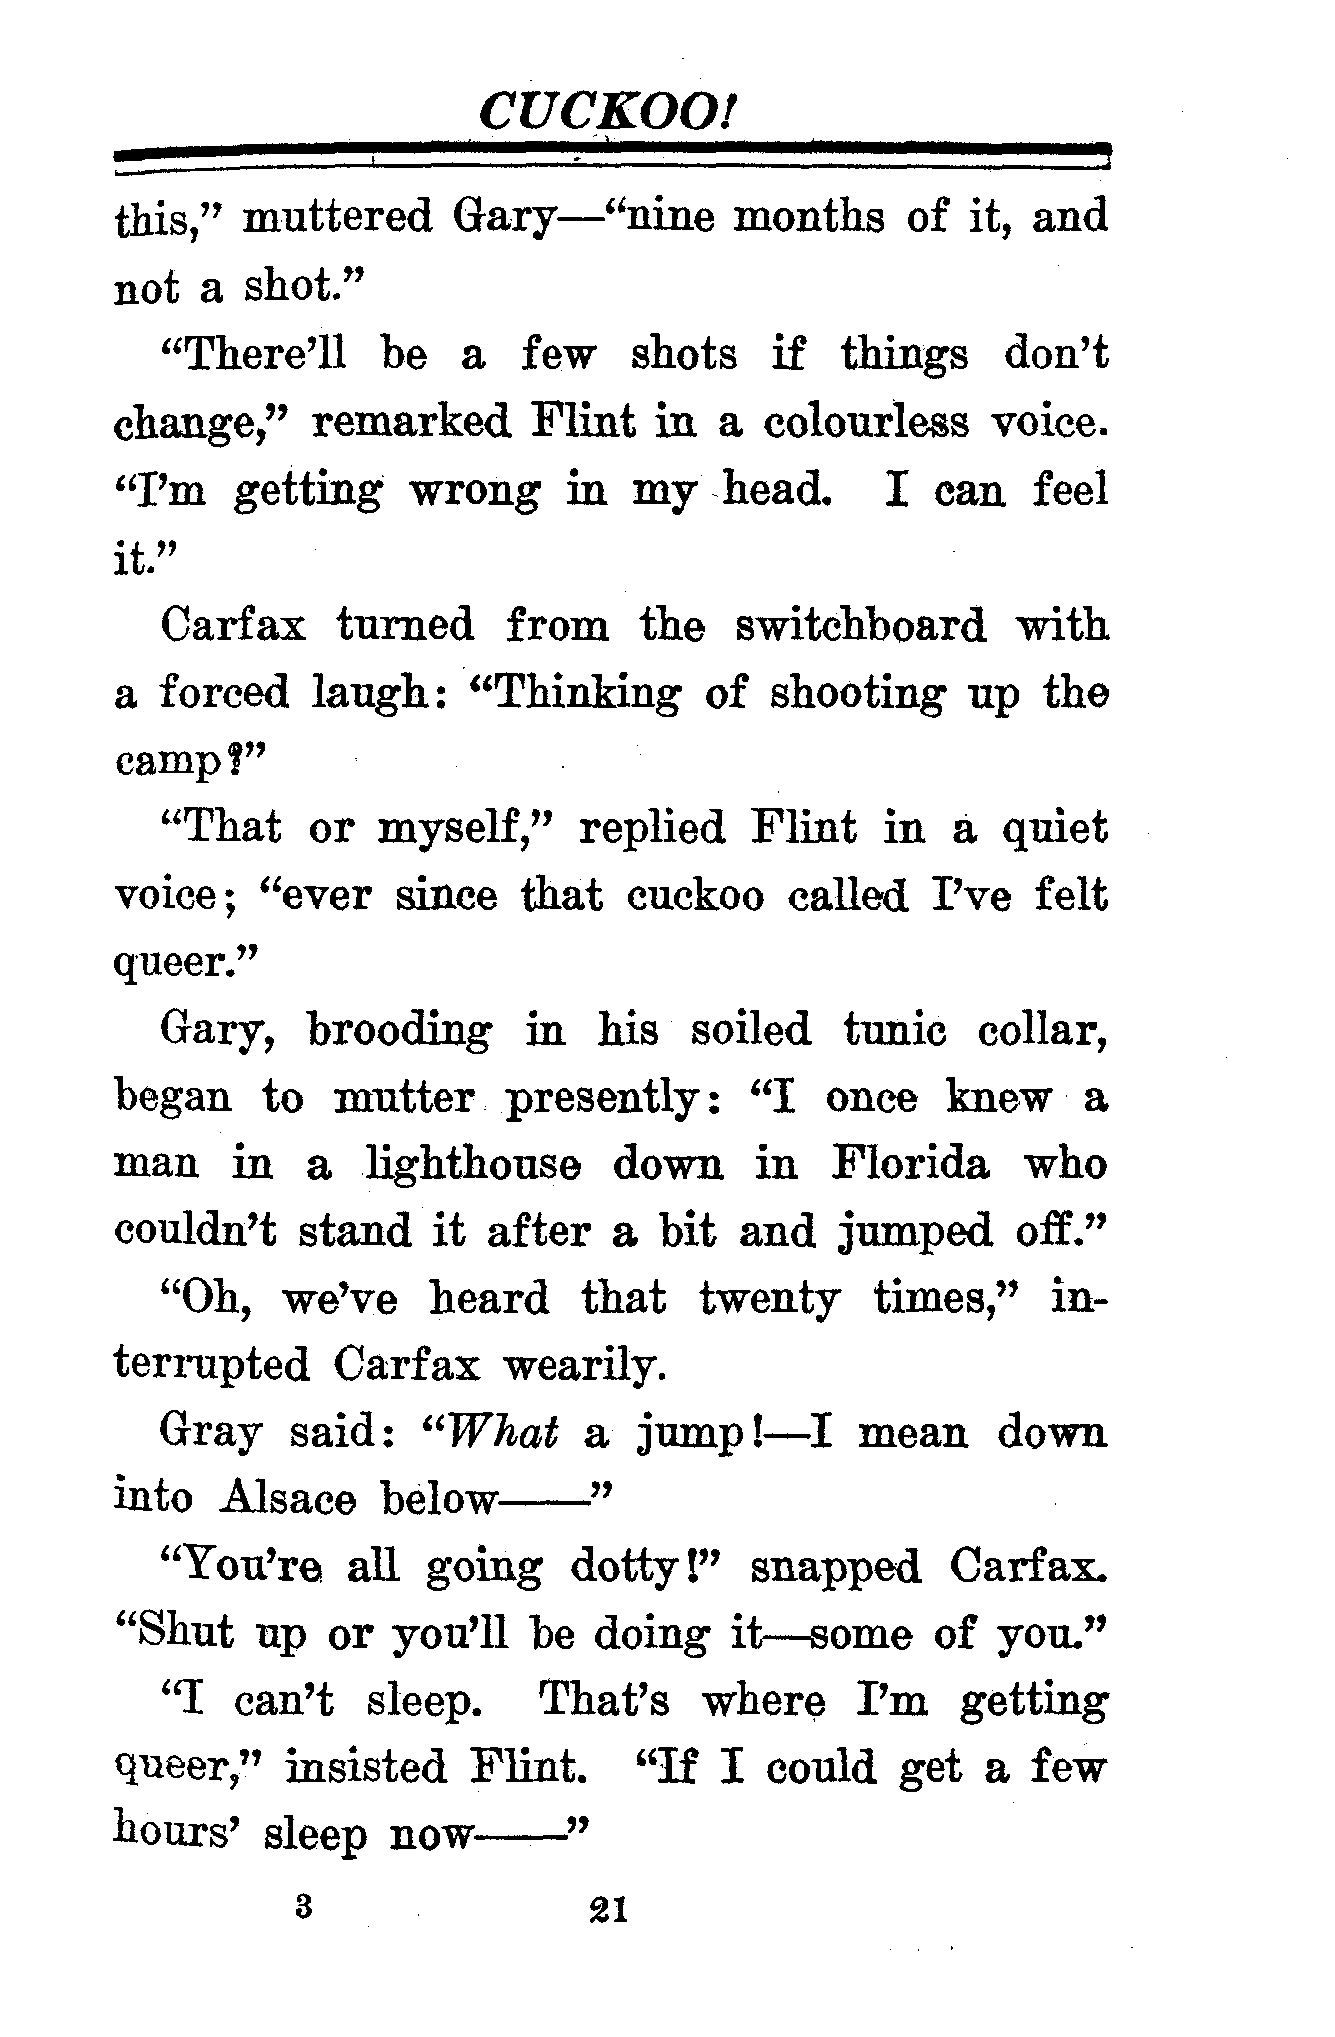 CUCKOO!
this,” muttered Gary—“nine months of it, and
not a shot.”
“There’ll be a few shots if things don’t
change,” remarked Flint in a colourless voice.
“I’m getting wrong in my head. I can feel
it.”
Carfax turned from the switchboard with
a forced laugh: “Thinking of shooting up the
camp?”
“That or myself,” replied Flint in a quiet
voice; “ever since that cuckoo called I’ve felt
queer.”
Gary, brooding in his soiled tunic collar,
began to mutter presently: “I once knew a
man in a lighthouse down in Florida who
couldn’t stand it after a bit and jumped off.”
“Oh, we’ve heard that twenty times,” in-
terrupted Carfax wearily.
Gray said: “What a jump!—I mean down
into Alsace below——”
“You’re all going dotty!” snapped Carfax.
“Shut up or you’ll be doing it—some of you.”
“I can’t sleep. That’s where I’m getting
queer,” insisted Flint. “If I could get a few
hours’ sleep now——”
3 21